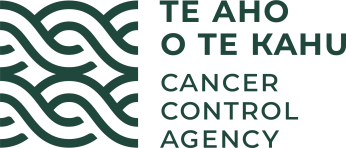 TE AHO
O TE KAHU
CANCER
CONTROL
AGENCY